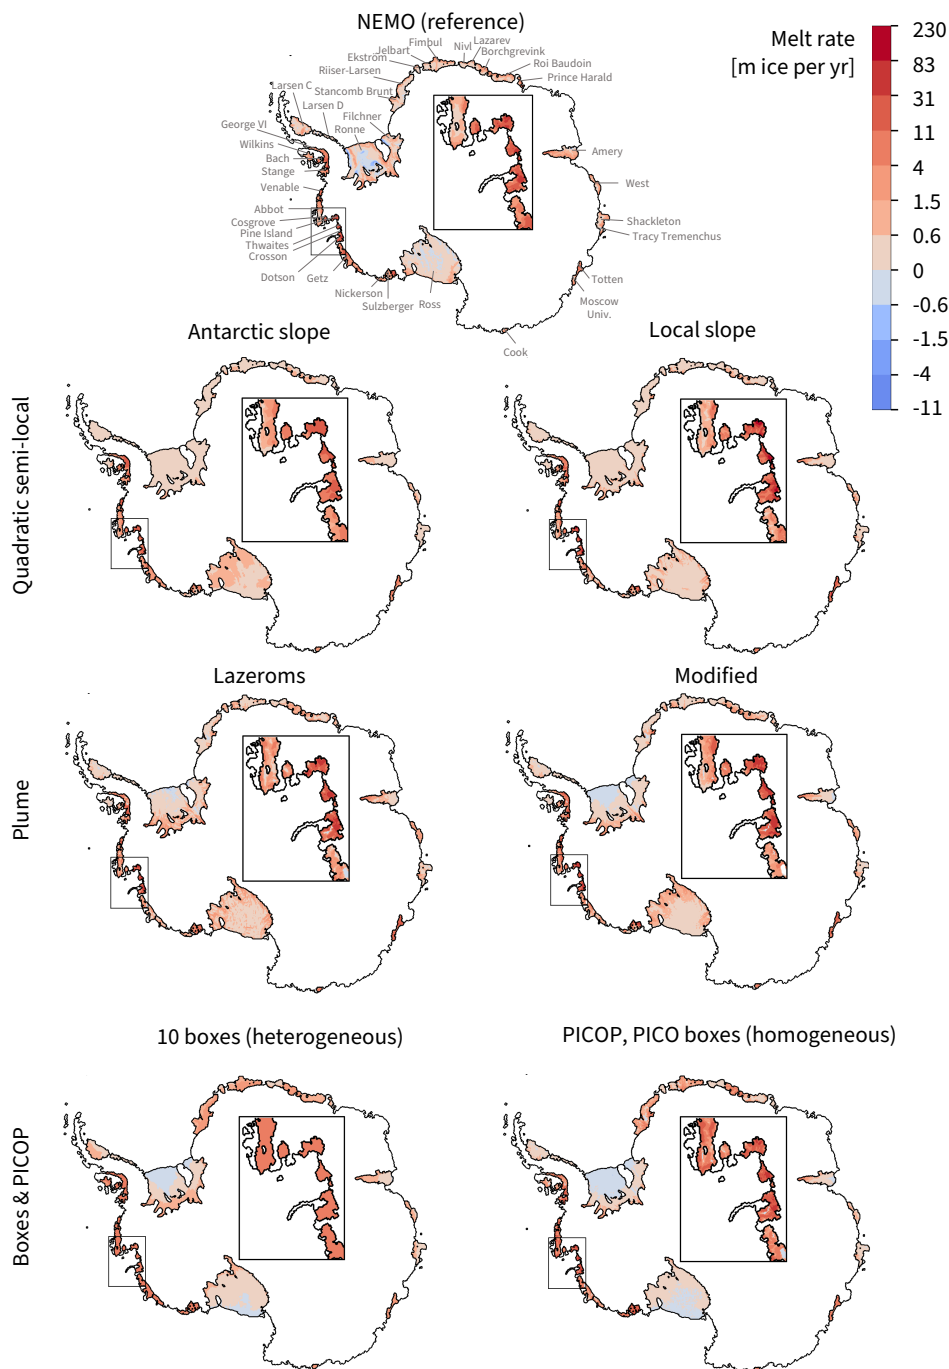 NEMO (reference)
Melt rate
[m ice per yr]
230
83
31
11
4
1.5
0.6
0
-0.6
-1.5
-4
-11
Fimbul
Jelbart
Ekström
Riiser-Larsen
Stancomb Brunt
Nivl
Lazarev
Borchgrevink
Roi Baudoin
Prince Harald
Larsen C
Larsen D
Filchner
Ronne
George VI
Wilkins
Bach
Stange
Venable
Abbot
Cosgrove
Pine Island
Thwaites
Crosson
Dotson
Getz
Nickerson
Sulzberger
Ross
Amery
West
Shackleton
Tracy Tremenchus
Totten
Moscow
Univ.
Cook
Quadratic semi-local
Antarctic slope
Local slope
Plume
Lazeroms
Modified
Boxes & PICOP
10 boxes (heterogeneous)
PICOP, PICO boxes (homogeneous)